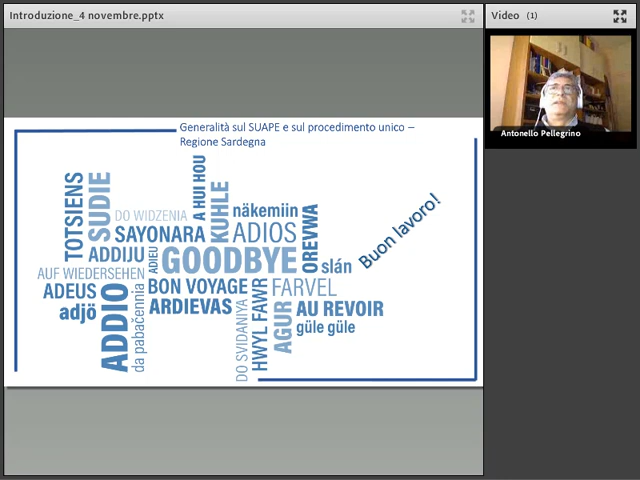 Introduzione_4 novembre.pptx
Video (1)
Antonello Pellegrino
Generalità sul SUAPE e sul procedimento unico –
Regione Sardegna
TOTSIENS
SUDIE
DO WIDZENIA
A HUI HOU
KUHLE
näkemiin
SAYONARA
ADIOS
OREVWA
ADDIJU
ADIEU
GOODBYE
slán
Buon lavoro!
AUF WIEDERSEHEN
ADEUS
BON VOYAGE
FARVEL
adjö
ADDIO
da pabačennia
ARDIEVAS
DO SVIDANIYA
HWYL FAWR
AGUR
AU REVOIR
güle güle